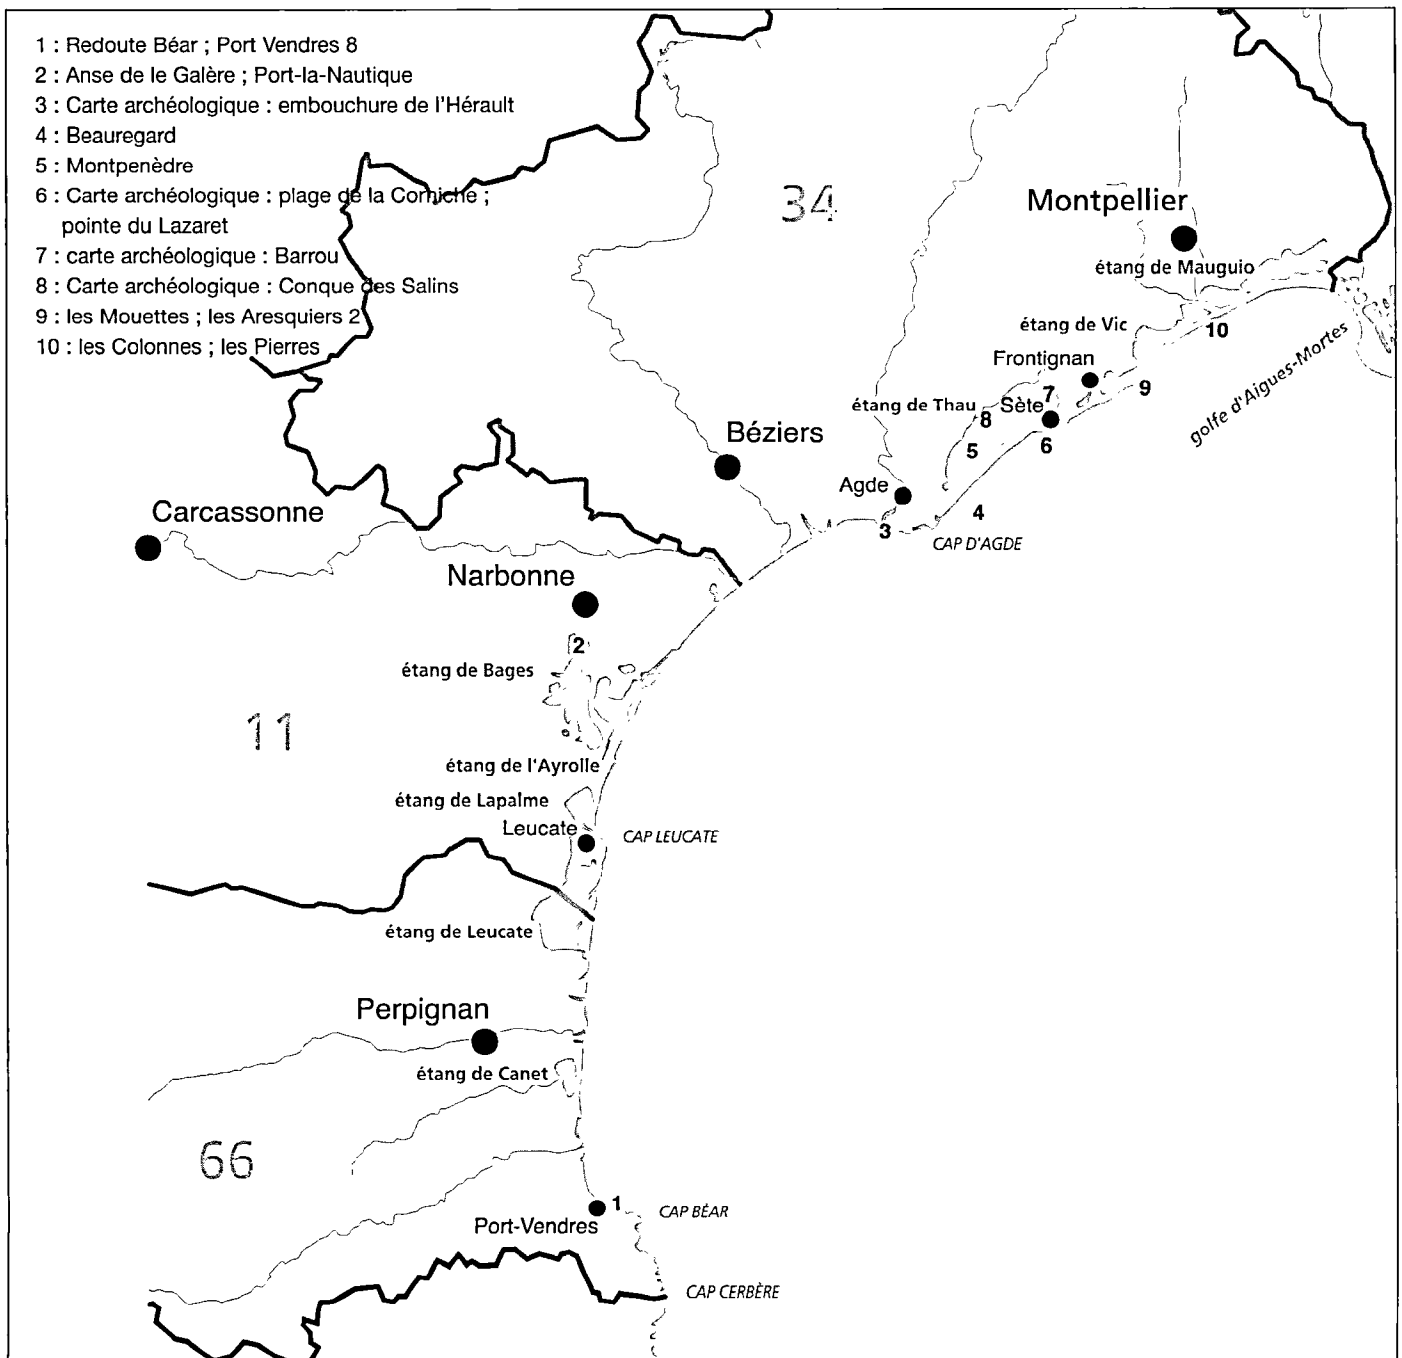 1 : Redoute Béar ; Port Vendres 8
2 : Anse de le Galère ; Port-la-Nautique
3 : Carte archéologique : embouchure de l'Hérault
4 : Beauregard
5 : Montpenèdre
6 : Carte archéologique : plage de la Corniche ;
pointe du Lazaret
7 : carte archéologique : Barrou
8 : Carte archéologique : Conque des Salins
9 : les Mouettes ; les Aresquiers 2
10 : les Colonnes ; les Pierres
34
Montpellier
étang de Mauguio
étang de Vic
10
Frontignan
golfe d'Aigues-Mortes
9
7
étang de Thau
Sète
8
6
5
Béziers
Agde
4
3
CAP D'AGDE
Carcassonne
Narbonne
2
étang de Bages
11
étang de l'Ayrolle
étang de Lapalme
Leucate
CAP LEUCATE
étang de Leucate
Perpignan
étang de Canet
66
1
CAP BÉAR
Port-Vendres
CAP CERBÈRE